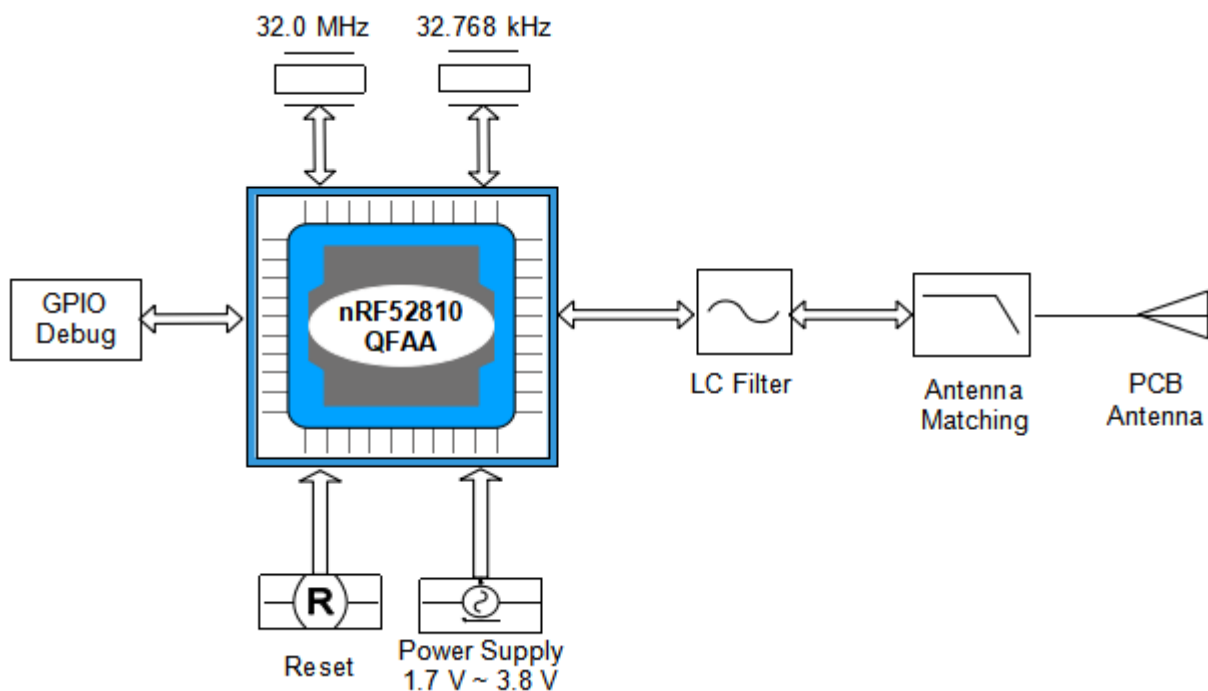 32.0 MHz
32.768 kHz
GPIO
Debug
nRF52810
QFAA
LC Filter
Antenna
Matching
PCB
Antenna
R
Reset
Power Supply
1.7 V ~ 3.8 V